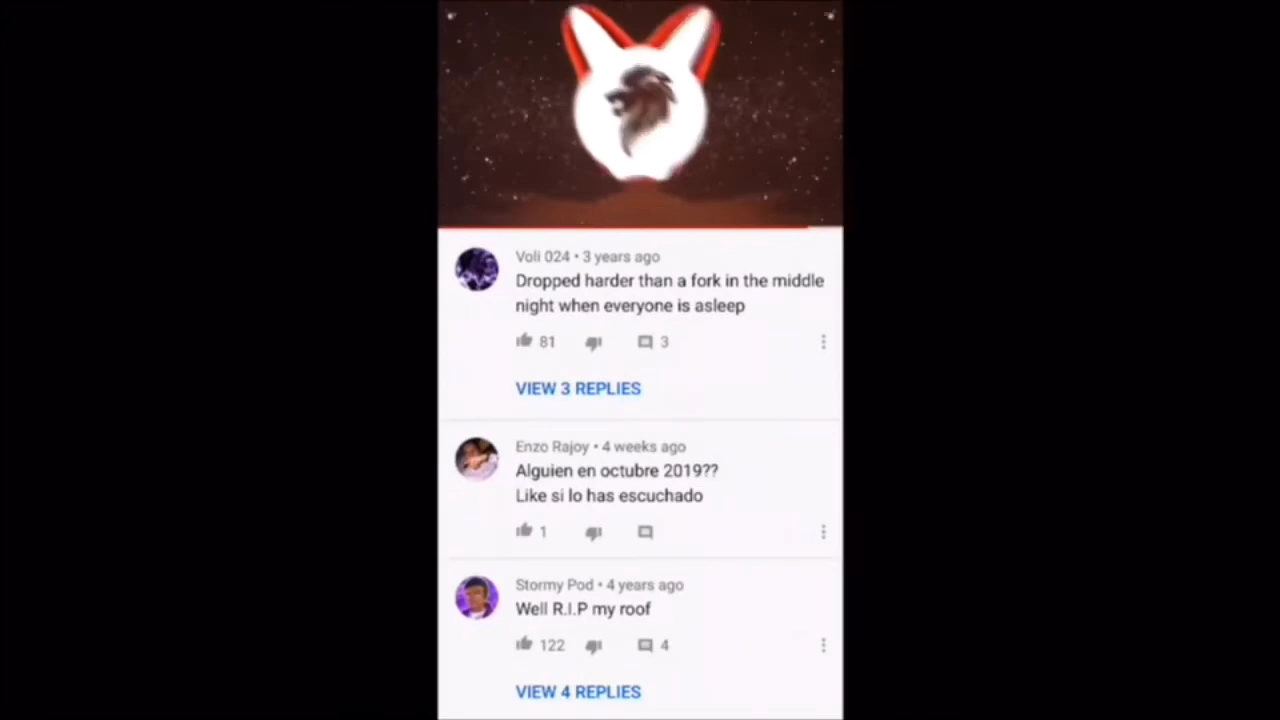 Voli 024 • 3 years ago
Dropped harder than a fork in the middle
night when everyone is asleep
81 3
VIEW 3 REPLIES
Enzo Rajoy • 4 weeks ago
Alguien en octubre 2019??
Like si lo has escuchado
1
Stormy Pod • 4 years ago
Well R.I.P my roof
122 4
VIEW 4 REPLIES